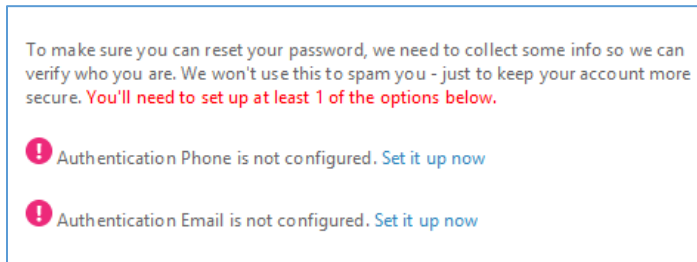 To make sure you can reset your password, we need to collect some info so we can
verify who you are. We won't use this to spam you - just to keep your account more
secure. You'll need to set up at least 1 of the options below.
! Authentication Phone is not configured. Set it up now
! Authentication Email is not configured. Set it up now